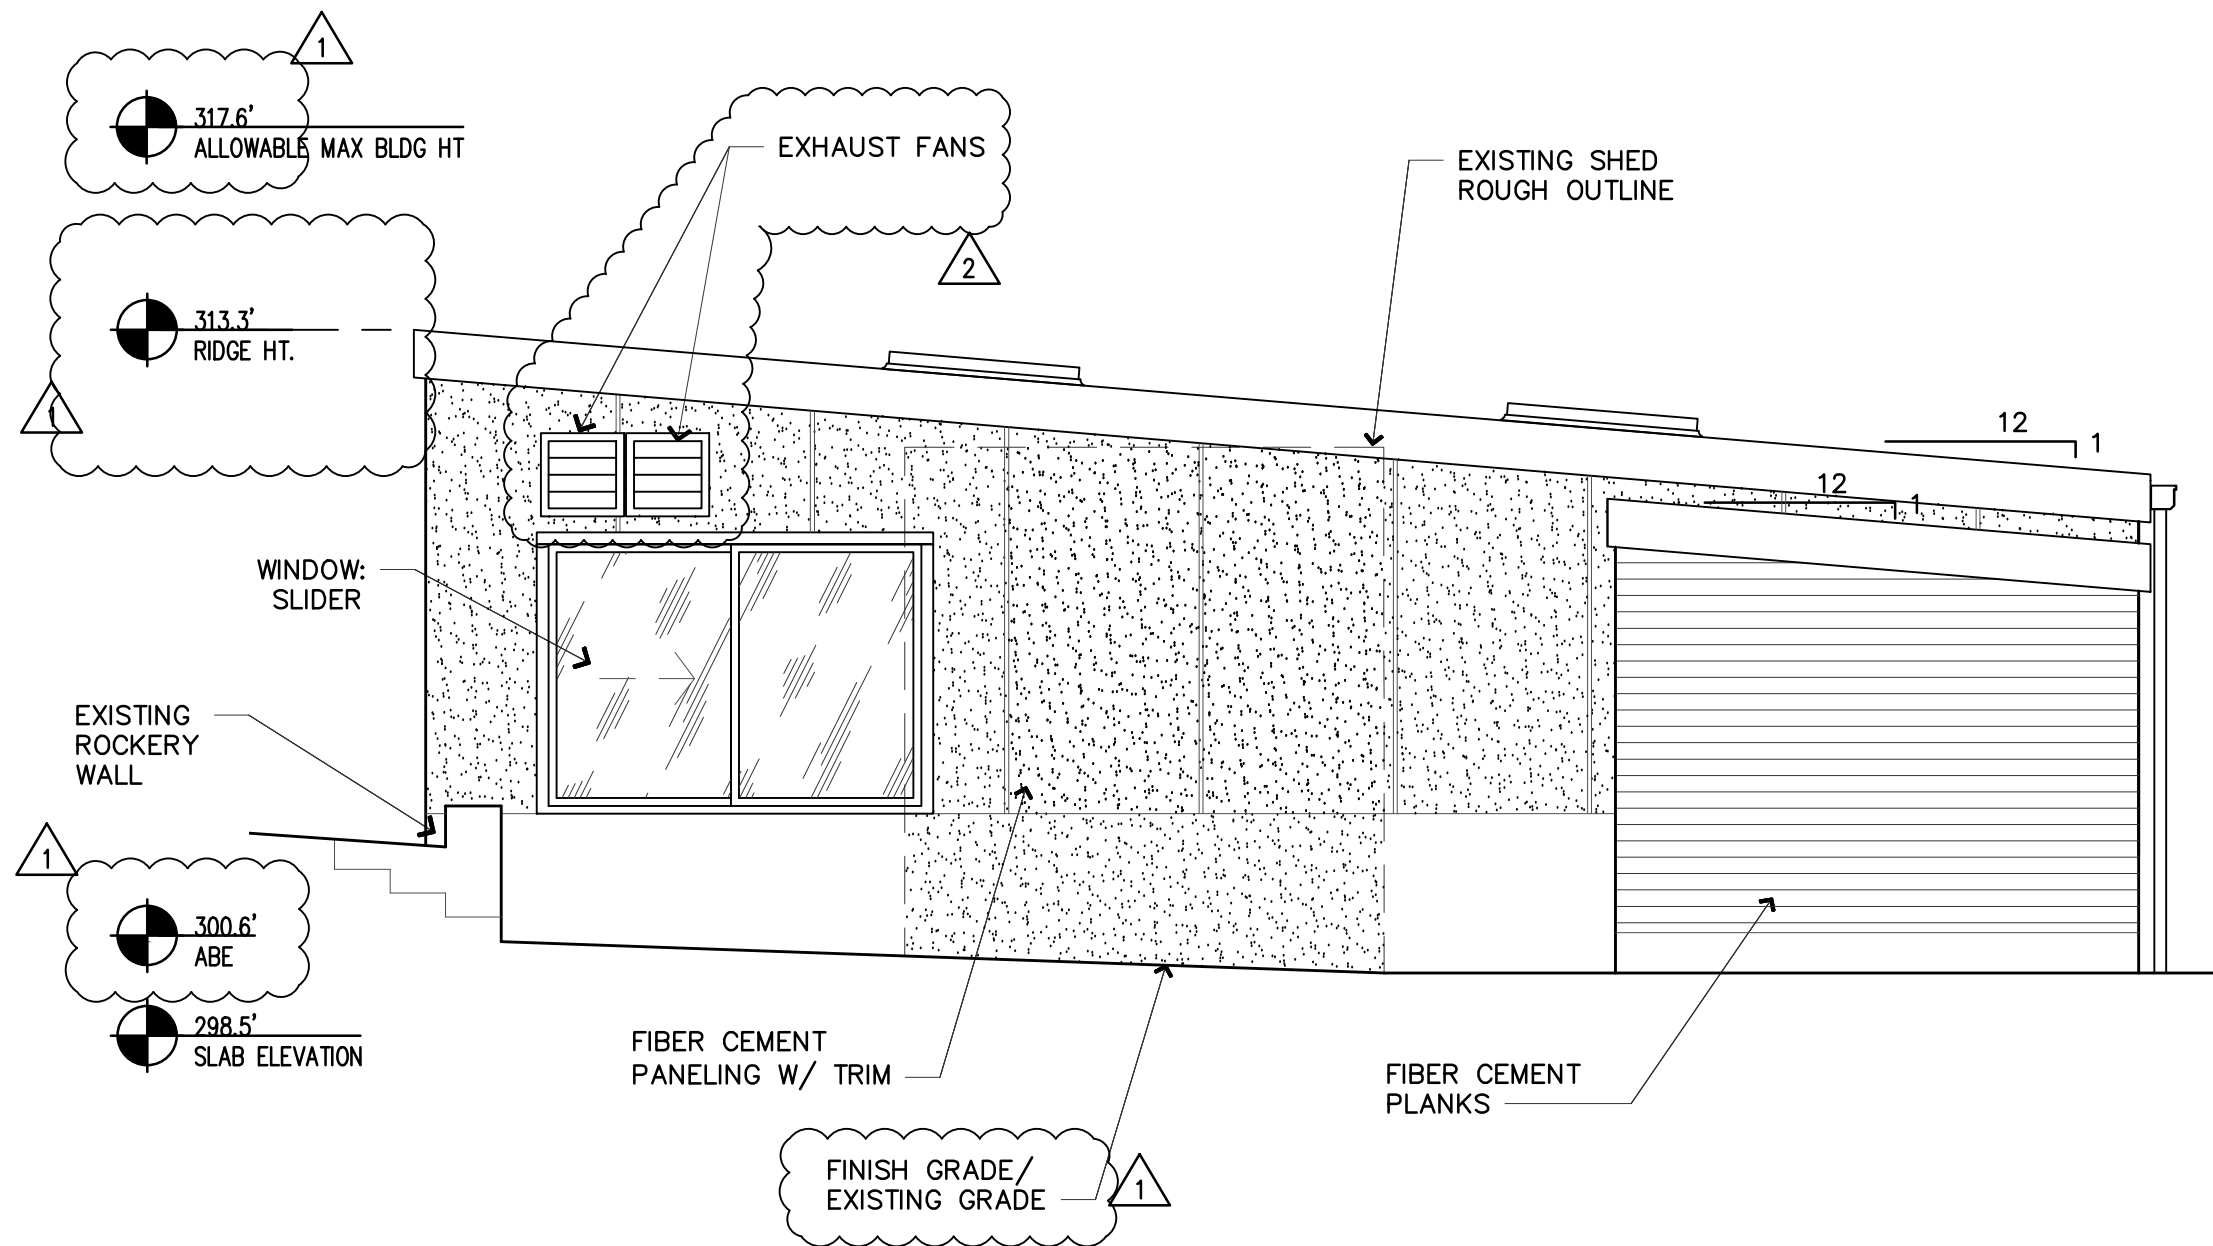 1
317.6'
ALLOWABLE MAX BLDG HT
EXHAUST FANS
EXISTING SHED
ROUGH OUTLINE
2
313.3'
RIDGE HT.
1
12
1
12
1
WINDOW:
SLIDER
EXISTING
ROCKERY
WALL
1
300.6'
ABE
298.5'
SLAB ELEVATION
FIBER CEMENT
PANELING W/ TRIM
FIBER CEMENT
PLANKS
FINISH GRADE/
EXISTING GRADE
1